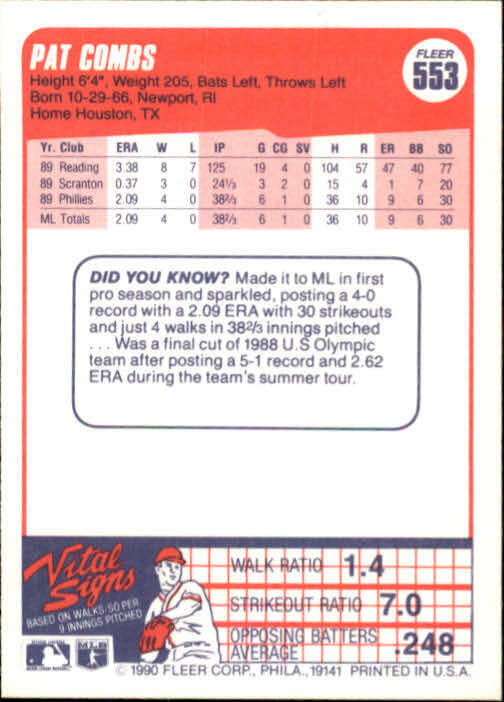 PAT COMBS
FLEER
553
Height 6'4", Weight 205, Bats Left, Throws Left
Born 10-29-66, Newport, RI
Home Houston, TX
Yr. Club ERA W L IP G CG SV H R ER BB SO
89 Reading 3.38 8 7 125 19 4 0 104 57 47 40 77
89 Scranton 0.37 3 0 24 1/3 3 2 0 15 4 1 7 20
89 Phillies 2.09 4 0 38 2/3 6 1 0 36 10 9 6 30
ML Totals 2.09 4 0 38 2/3 6 1 0 36 10 9 6 30
DID YOU KNOW? Made it to ML in first
pro season and sparkled, posting a 4-0
record with a 2.09 ERA with 30 strikeouts
and just 4 walks in 38 2/3 innings pitched
. . . Was a final cut of 1988 U.S Olympic
team after posting a 5-1 record and 2.62
ERA during the team's summer tour.
Vital
Signs
BASED ON WALKS/SO PER
9 INNINGS PITCHED
WALK RATIO 1.4
STRIKEOUT RATIO 7.0
OPPOSING BATTERS
AVERAGE .248
MLB
© 1990 FLEER CORP., PHILA., 19141 PRINTED IN U.S.A.